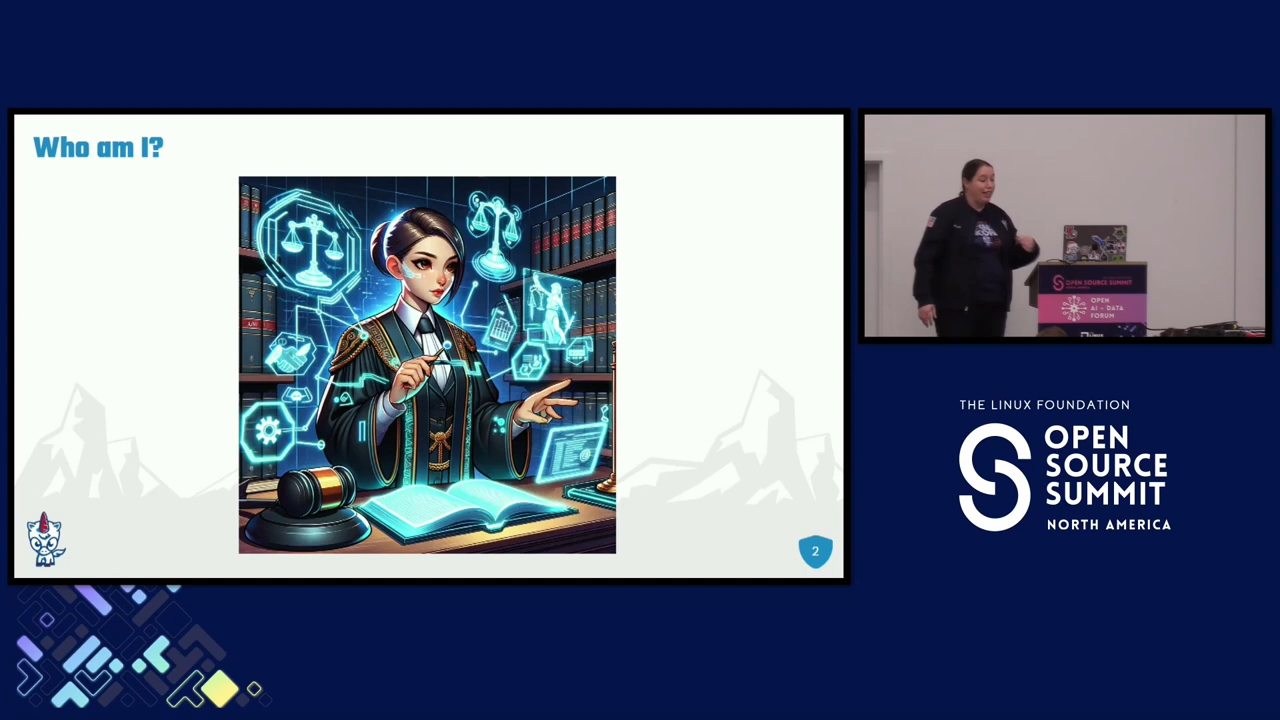 Who am I?
2
OPEN SOURCE SUMMIT
OPEN
AI + DATA
FORUM
THE LINUX FOUNDATION
OPEN
SOURCE
SUMMIT
NORTH AMERICA